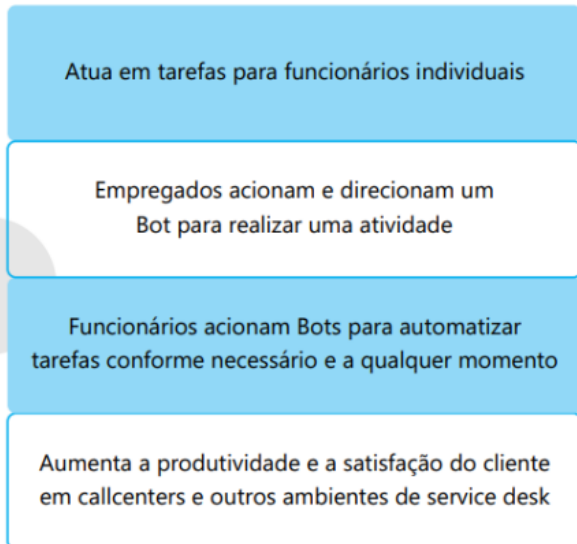 Atua em tarefas para funcionários individuais
Empregados acionam e direcionam um
Bot para realizar uma atividade
Funcionários acionam Bots para automatizar
tarefas conforme necessário e a qualquer momento
Aumenta a produtividade e a satisfação do cliente
em callcenters e outros ambientes de service desk